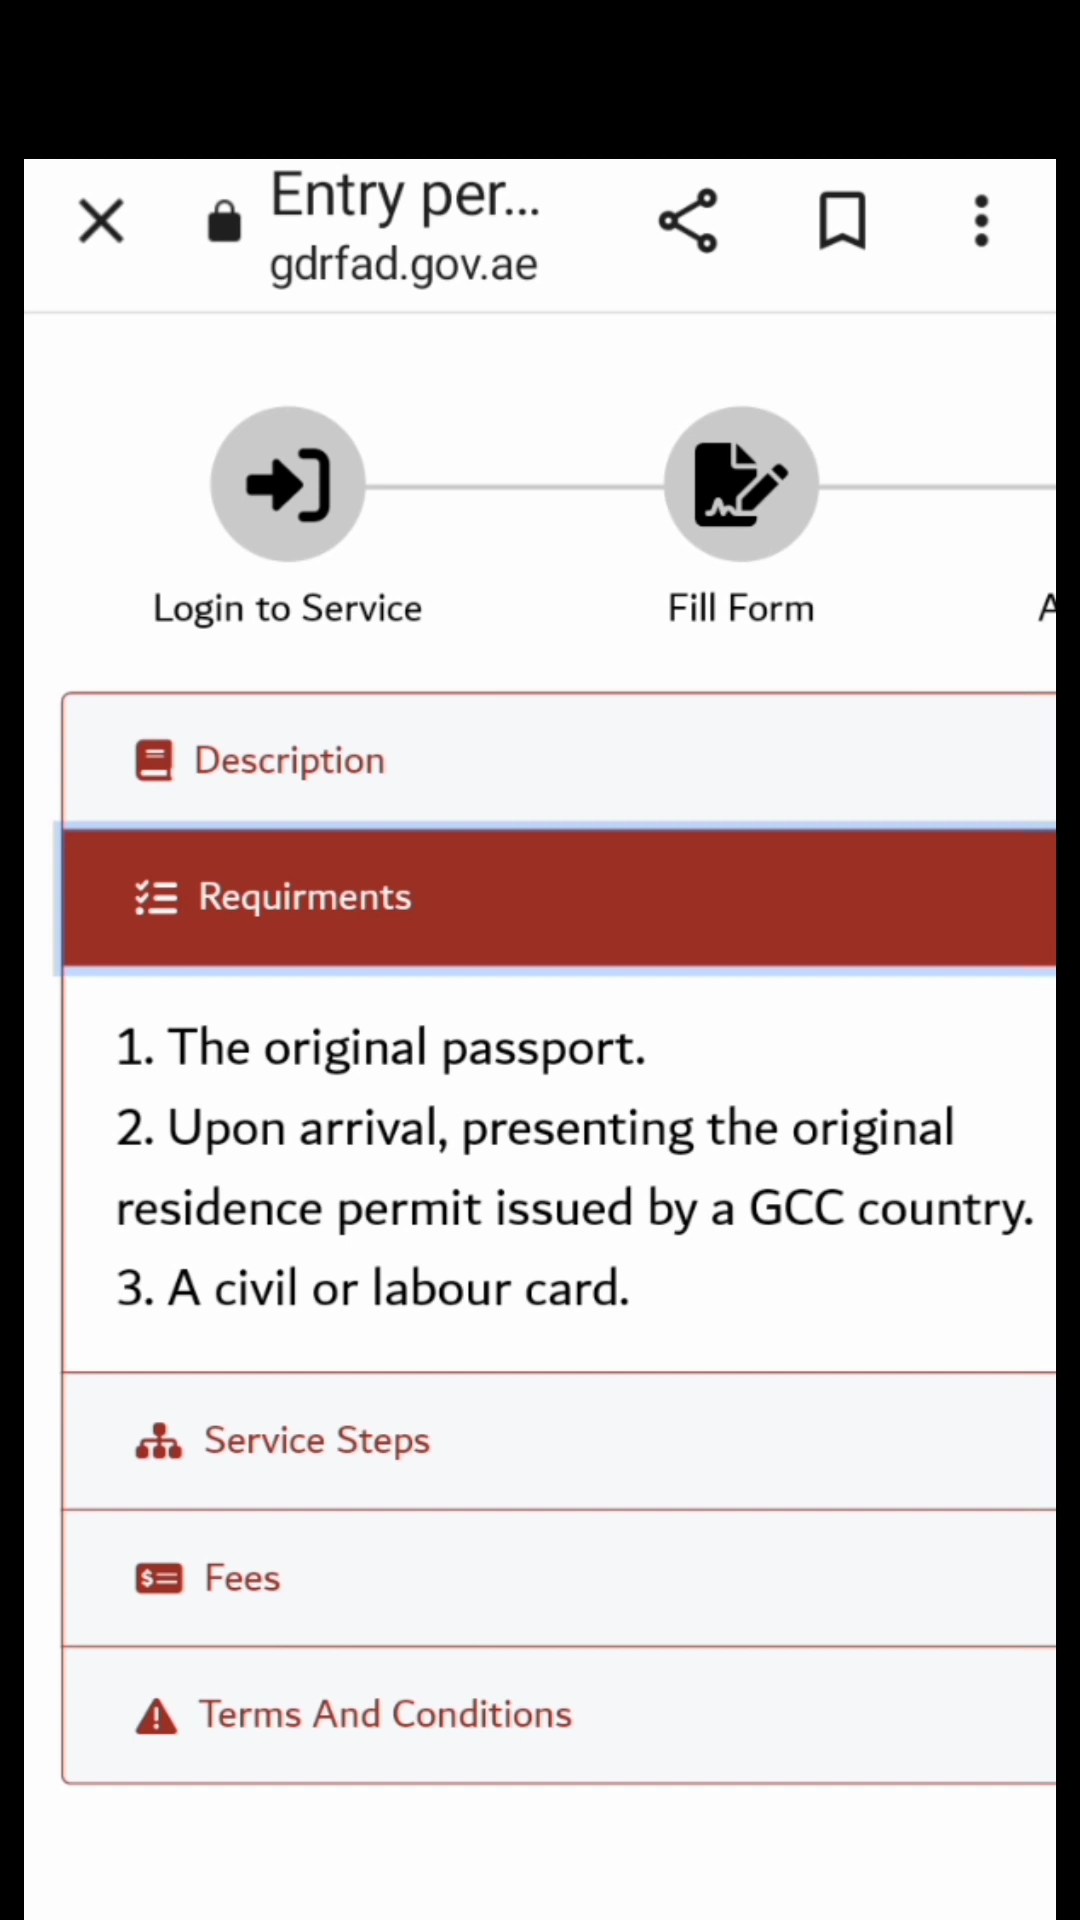 Entry per...
gdrfad.gov.ae
Login to Service
Fill Form
A
Description
Requirments
1. The original passport.
2. Upon arrival, presenting the original
residence permit issued by a GCC country.
3. A civil or labour card.
Service Steps
Fees
Terms And Conditions